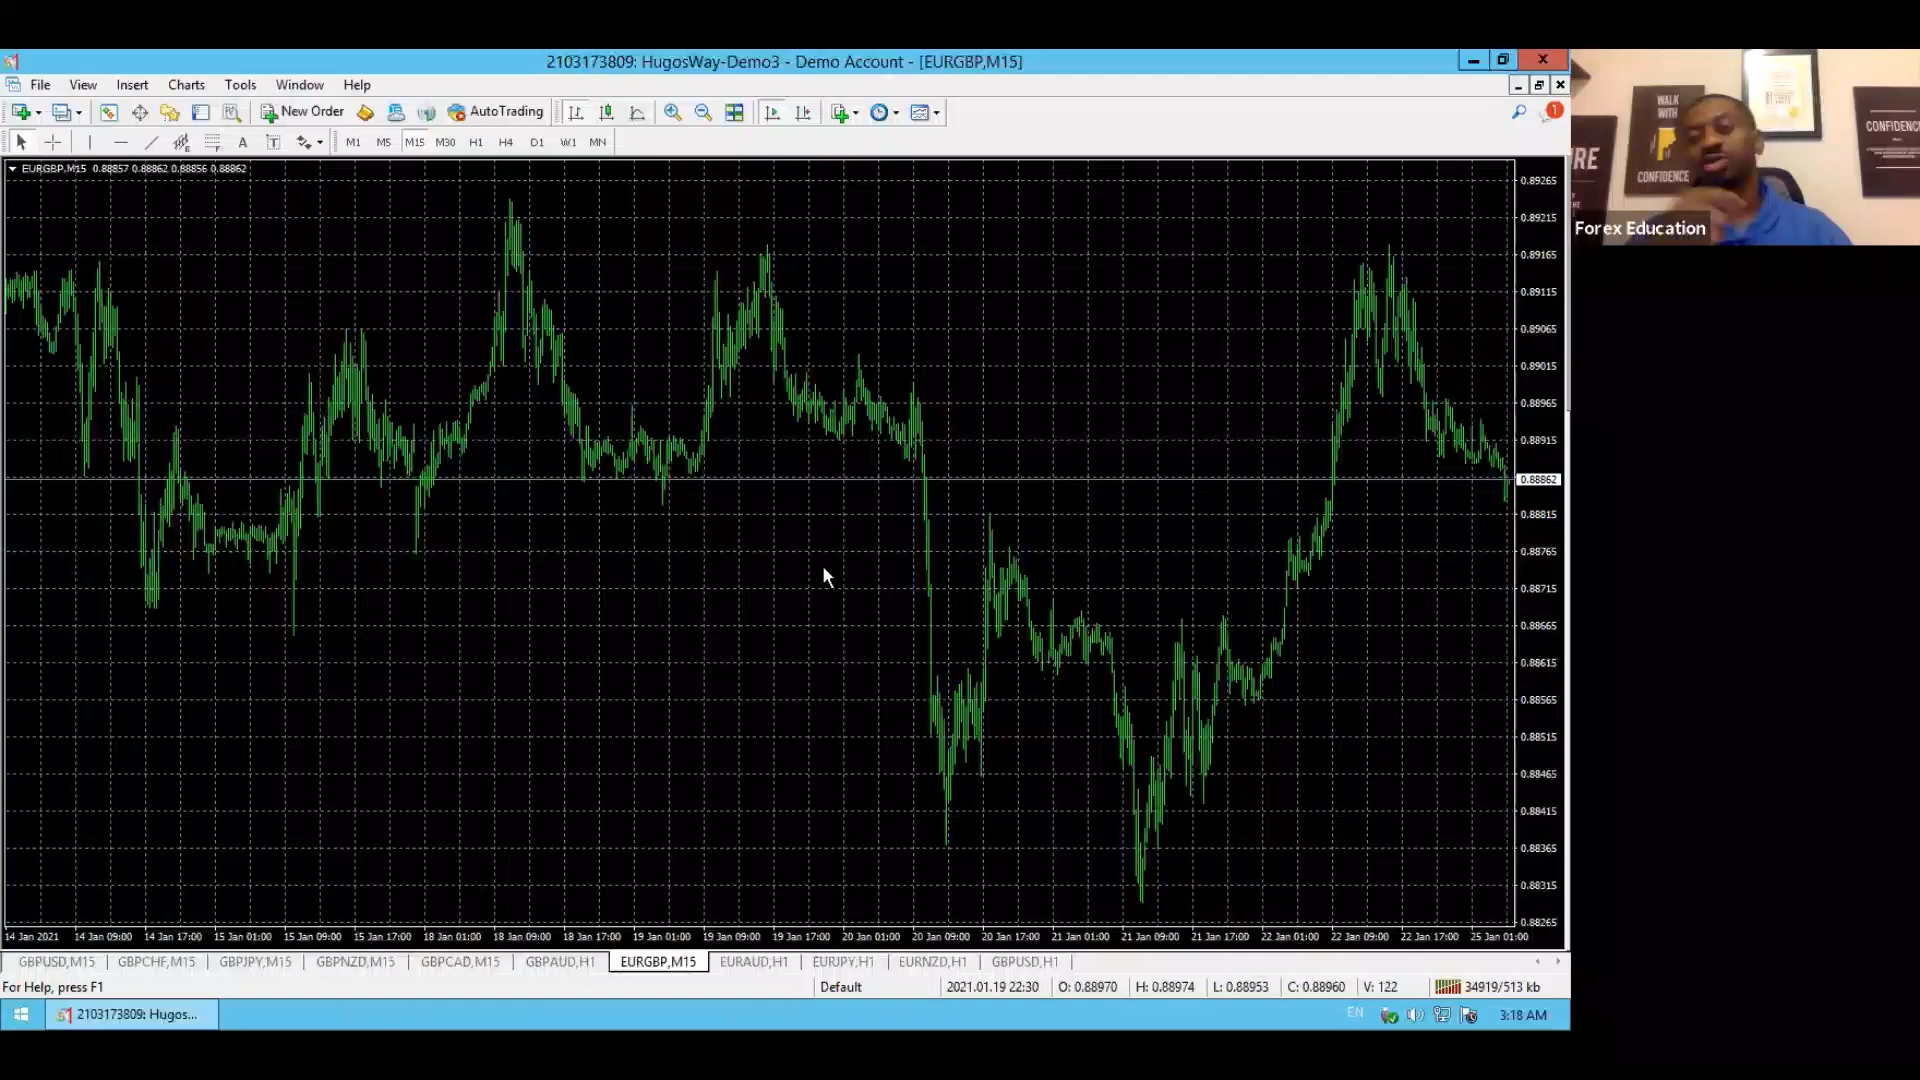 2103173809: HugosWay-Demo3 - Demo Account - [EURGBP,M15]
File Edit View Insert Charts Tools Window Help
New Order AutoTrading 1
A T M1 M5 M15 M30 H1 H4 D1 W1 MN
EURGBP,M15 0.88857 0.88862 0.88856 0.88862
0.89265
0.89215
0.89165
0.89115
0.89065
0.89015
0.88965
0.88915
0.88862
0.88815
0.88765
0.88715
0.88665
0.88615
0.88565
0.88515
0.88465
0.88415
0.88365
0.88315
0.88265
14 Jan 2021 14 Jan 09:00 14 Jan 17:00 15 Jan 01:00 15 Jan 09:00 15 Jan 17:00 18 Jan 01:00 18 Jan 09:00 18 Jan 17:00 19 Jan 01:00 19 Jan 09:00 19 Jan 17:00 20 Jan 01:00 20 Jan 09:00 20 Jan 17:00 21 Jan 01:00 21 Jan 09:00 21 Jan 17:00 22 Jan 01:00 22 Jan 09:00 22 Jan 17:00 25 Jan 01:00
GBPUSD,M15 GBPCHF,M15 GBPJPY,M15 GBPNZD,M15 GBPCAD,M15 GBPAUD,H1 EURGBP,M15 EURAUD,H1 EURJPY,H1 EURNZD,H1 GBPUSD,H1
For Help, press F1 Default 2021.01.19 22:30 O: 0.88970 H: 0.88974 L: 0.88953 C: 0.88960 V: 122 34919/513 kb
2103173809: Hugos... EN 3:18 AM
WALK
WITH
CONFIDENCE
CONFIDENC
RE
Forex Education